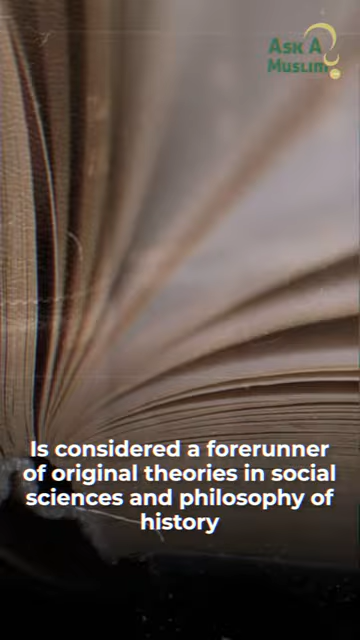 Ask A
Muslim
Is considered a forerunner
of original theories in social
sciences and philosophy of
history